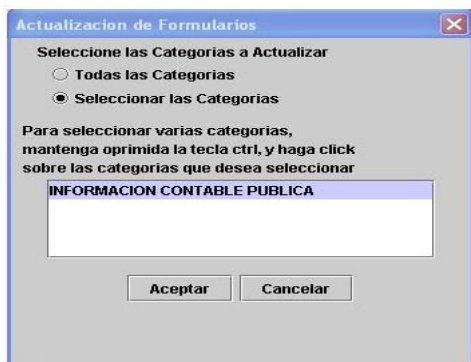 Actualizacion de Formularios
Seleccione las Categorias a Actualizar
Todas las Categorias
Seleccionar las Categorias
Para seleccionar varias categorias,
mantenga oprimida la tecla ctrl, y haga click
sobre las categorias que desea seleccionar
INFORMACION CONTABLE PUBLICA
Aceptar Cancelar